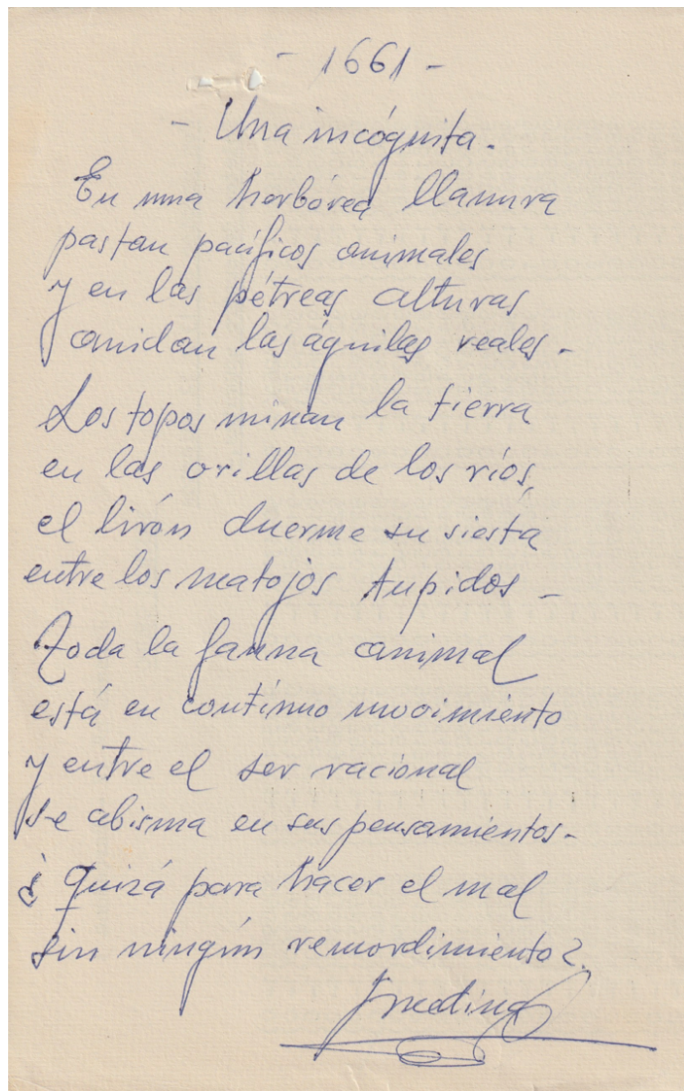 - 1661 -
- Una incógnita.
En una herbórea llanura
pastan pacíficos animales
y en las pétreas alturas
anidan las águilas reales -
Los topos minan la tierra
en las orillas de los ríos,
el lirón duerme su siesta
entre los matojos tupidos -
Toda la fauna animal
está en contínuo movimiento
y entre el ser racional
se abisma en sus pensamientos -
¿Quizá para hacer el mal
sin ningún remordimiento?